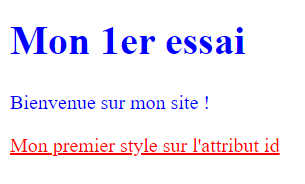 Mon 1er essai
Bienvenue sur mon site !
Mon premier style sur l'attribut id